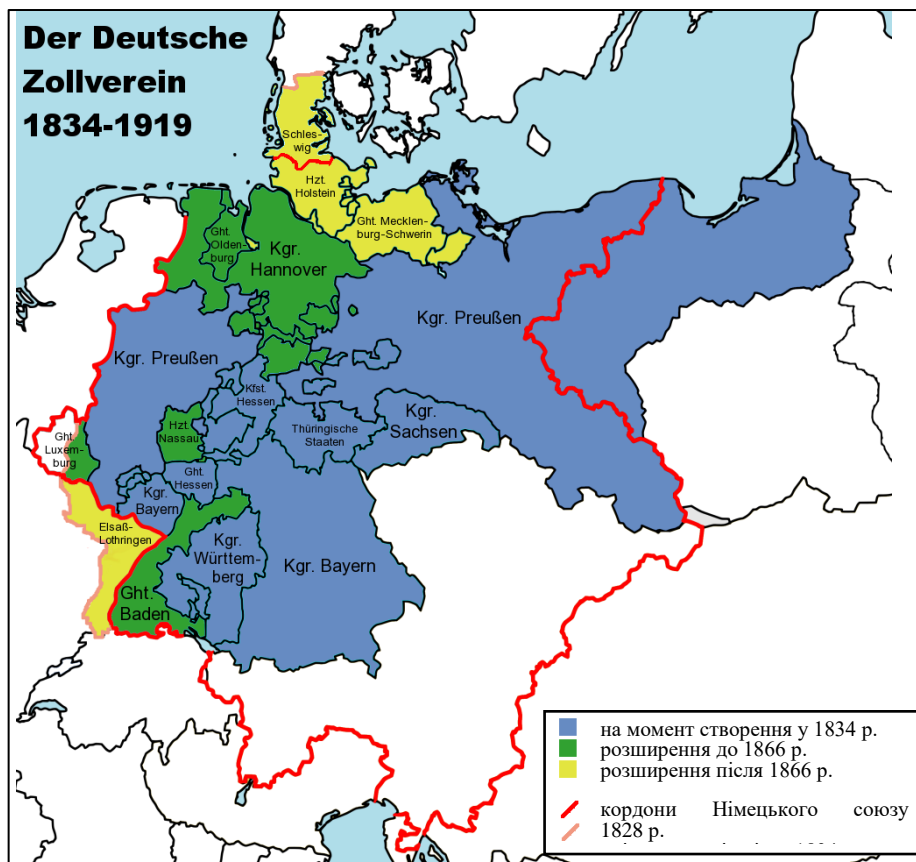 Der Deutsche
Zollverein
1834-1919
Schles-
wig
Hzt.
Holstein
Ght. Mecklen-
burg-Schwerin
Ght.
Olden-
burg
Kgr.
Hannover
Kgr. Preußen
Kgr. Preußen
Kfst.
Hessen
Hzt.
Nassau
Thüringische
Staaten
Kgr.
Sachsen
Ght.
Luxem-
burg
Ght.
Hessen
Kgr.
Bayern
Elsaß-
Lothringen
Kgr.
Württem-
berg
Kgr. Bayern
Ght.
Baden
на момент створення у 1834 р.
розширення до 1866 р.
розширення після 1866 р.
кордони Німецького союзу
1828 р.